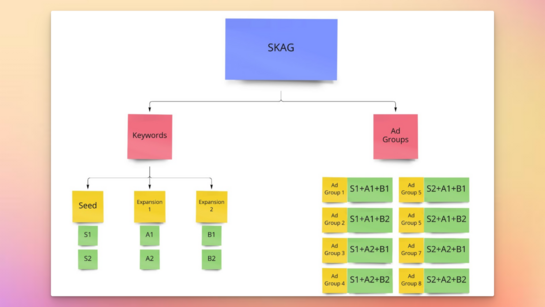 SKAG
Keywords
Ad
Groups
Seed
Expansion
1
Expansion
2
S1
A1
B1
S2
A2
B2
Ad
Group 1
S1+A1+B1
Ad
Group 5
S2+A1+B1
Ad
Group 2
S1+A1+B2
Ad
Group 6
S2+A1+B2
Ad
Group 3
S1+A2+B1
Ad
Group 7
S2+A2+B1
Ad
Group 4
S1+A2+B2
Ad
Group 8
S2+A2+B2